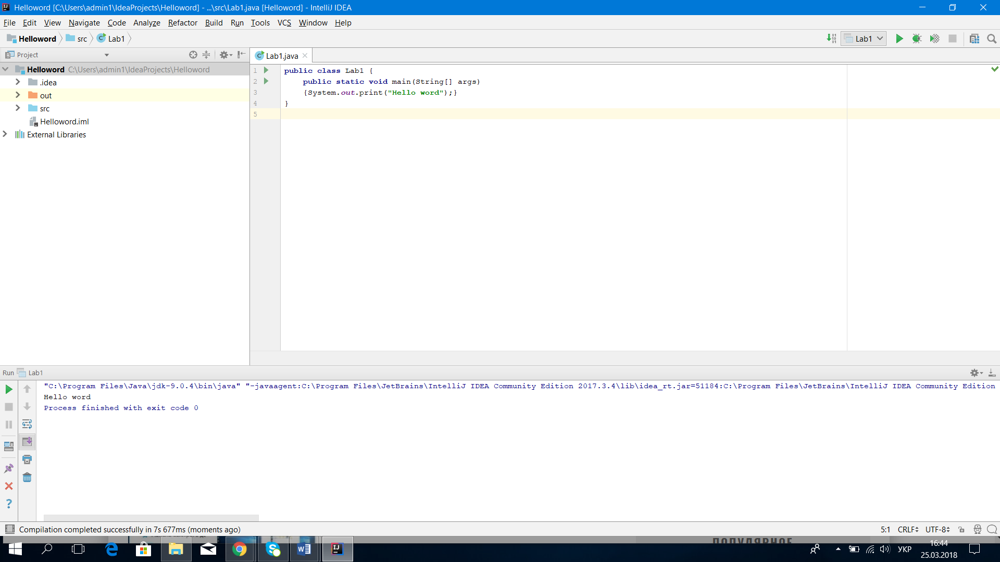 Helloword [C:\Users\admin1\IdeaProjects\Helloword] - ...\src\Lab1.java [Helloword] - IntelliJ IDEA
File Edit View Navigate Code Analyze Refactor Build Run Tools VCS Window Help
Helloword src Lab1 Lab1
Project
Lab1.java
Helloword C:\Users\admin1\IdeaProjects\Helloword
.idea
out
src
Helloword.iml
External Libraries
1 public class Lab1 {
2 public static void main(String[] args)
3 {System.out.print("Hello word");}
4 }
5
Run Lab1
"C:\Program Files\Java\jdk-9.0.4\bin\java" "-javaagent:C:\Program Files\JetBrains\IntelliJ IDEA Community Edition 2017.3.4\lib\idea_rt.jar=51184:C:\Program Files\JetBrains\IntelliJ IDEA Community Edition
Hello word
Process finished with exit code 0
Compilation completed successfully in 7s 677ms (moments ago) 5:1 CRLF UTF-8
ПОПУЛЯРНОЕ
УКР
16:44
25.03.2018